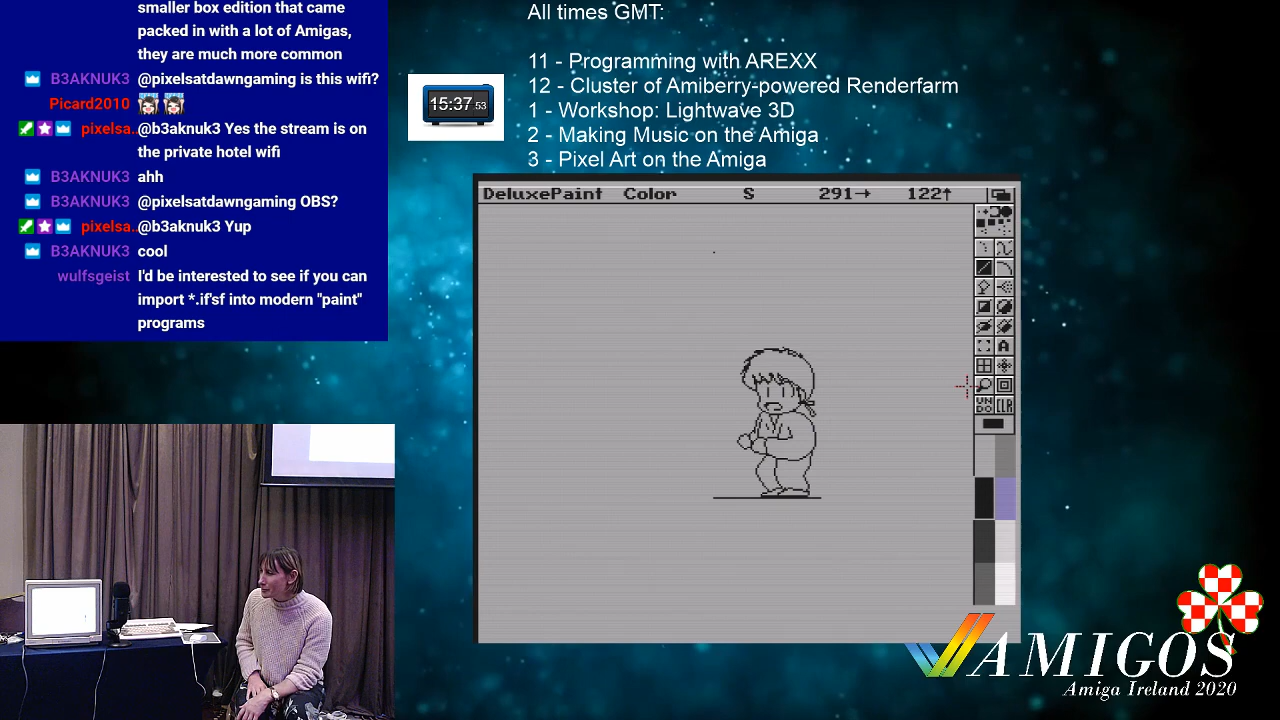 smaller box edition that came
packed in with a lot of Amigas,
they are much more common
B3AKNUK3 @pixelsatdawngaming is this wifi?
Picard2010
pixelsa.. @b3aknuk3 Yes the stream is on
the private hotel wifi
B3AKNUK3 ahh
B3AKNUK3 @pixelsatdawngaming OBS?
pixelsa.. @b3aknuk3 Yup
B3AKNUK3 cool
wulfsgeist I'd be interested to see if you can
import *.if'sf into modern "paint"
programs
All times GMT:
11 - Programming with AREXX
12 - Cluster of Amiberry-powered Renderfarm
1 - Workshop: Lightwave 3D
2 - Making Music on the Amiga
3 - Pixel Art on the Amiga
15:37 53
DeluxePaint Color S 291→ 122↑
A
UN
DO CLR
AMIGOS
Amiga Ireland 2020